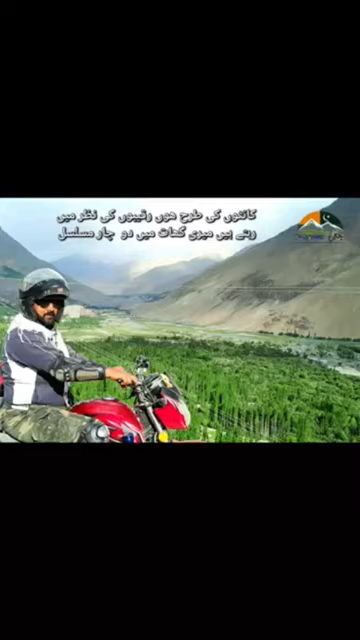 کانٹوں کی طرح ہوں رقیبوں کی نظر میں
رہتے ہیں میری گھات میں دو چار مسلسل